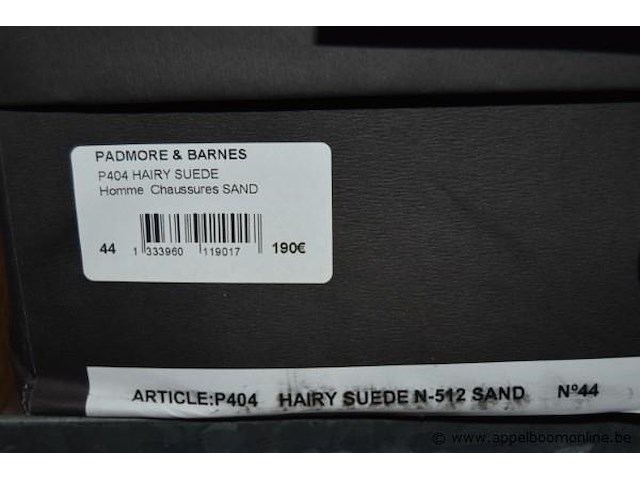 PADMORE & BARNES
P404 HAIRY SUEDE
Homme Chaussures SAND
44 1 333960 119017 190€
ARTICLE:P404 HAIRY SUEDE N-512 SAND Nº44
© www.appelboomonline.be